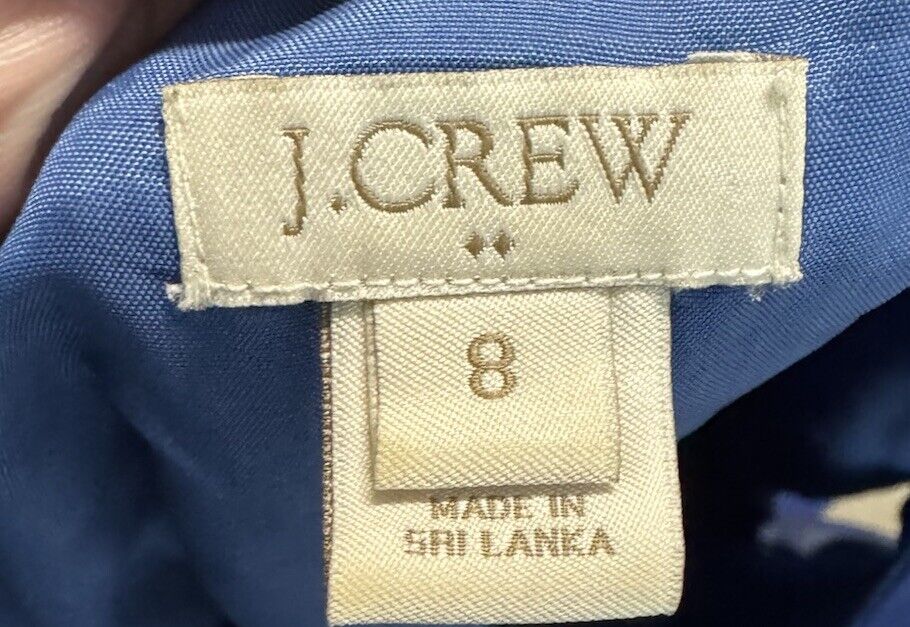 J.CREW
8
MADE IN
SRI LANKA